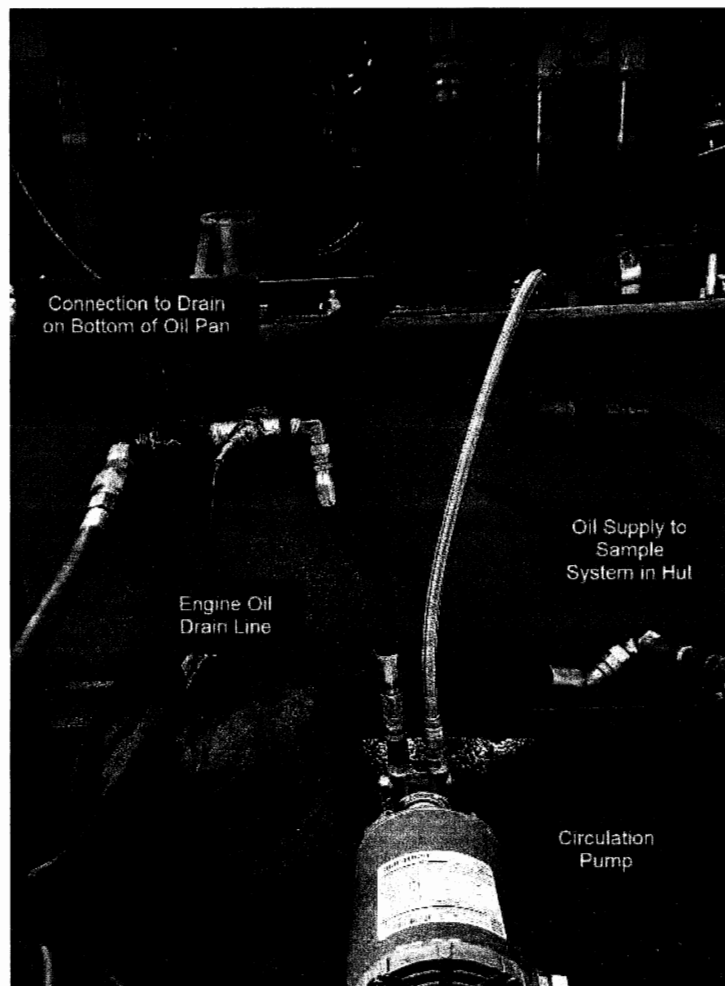 Connection to Drain
on Bottom of Oil Pan
Oil Supply to
Sample
System in Hut
Engine Oil
Drain Line
Circulation
Pump